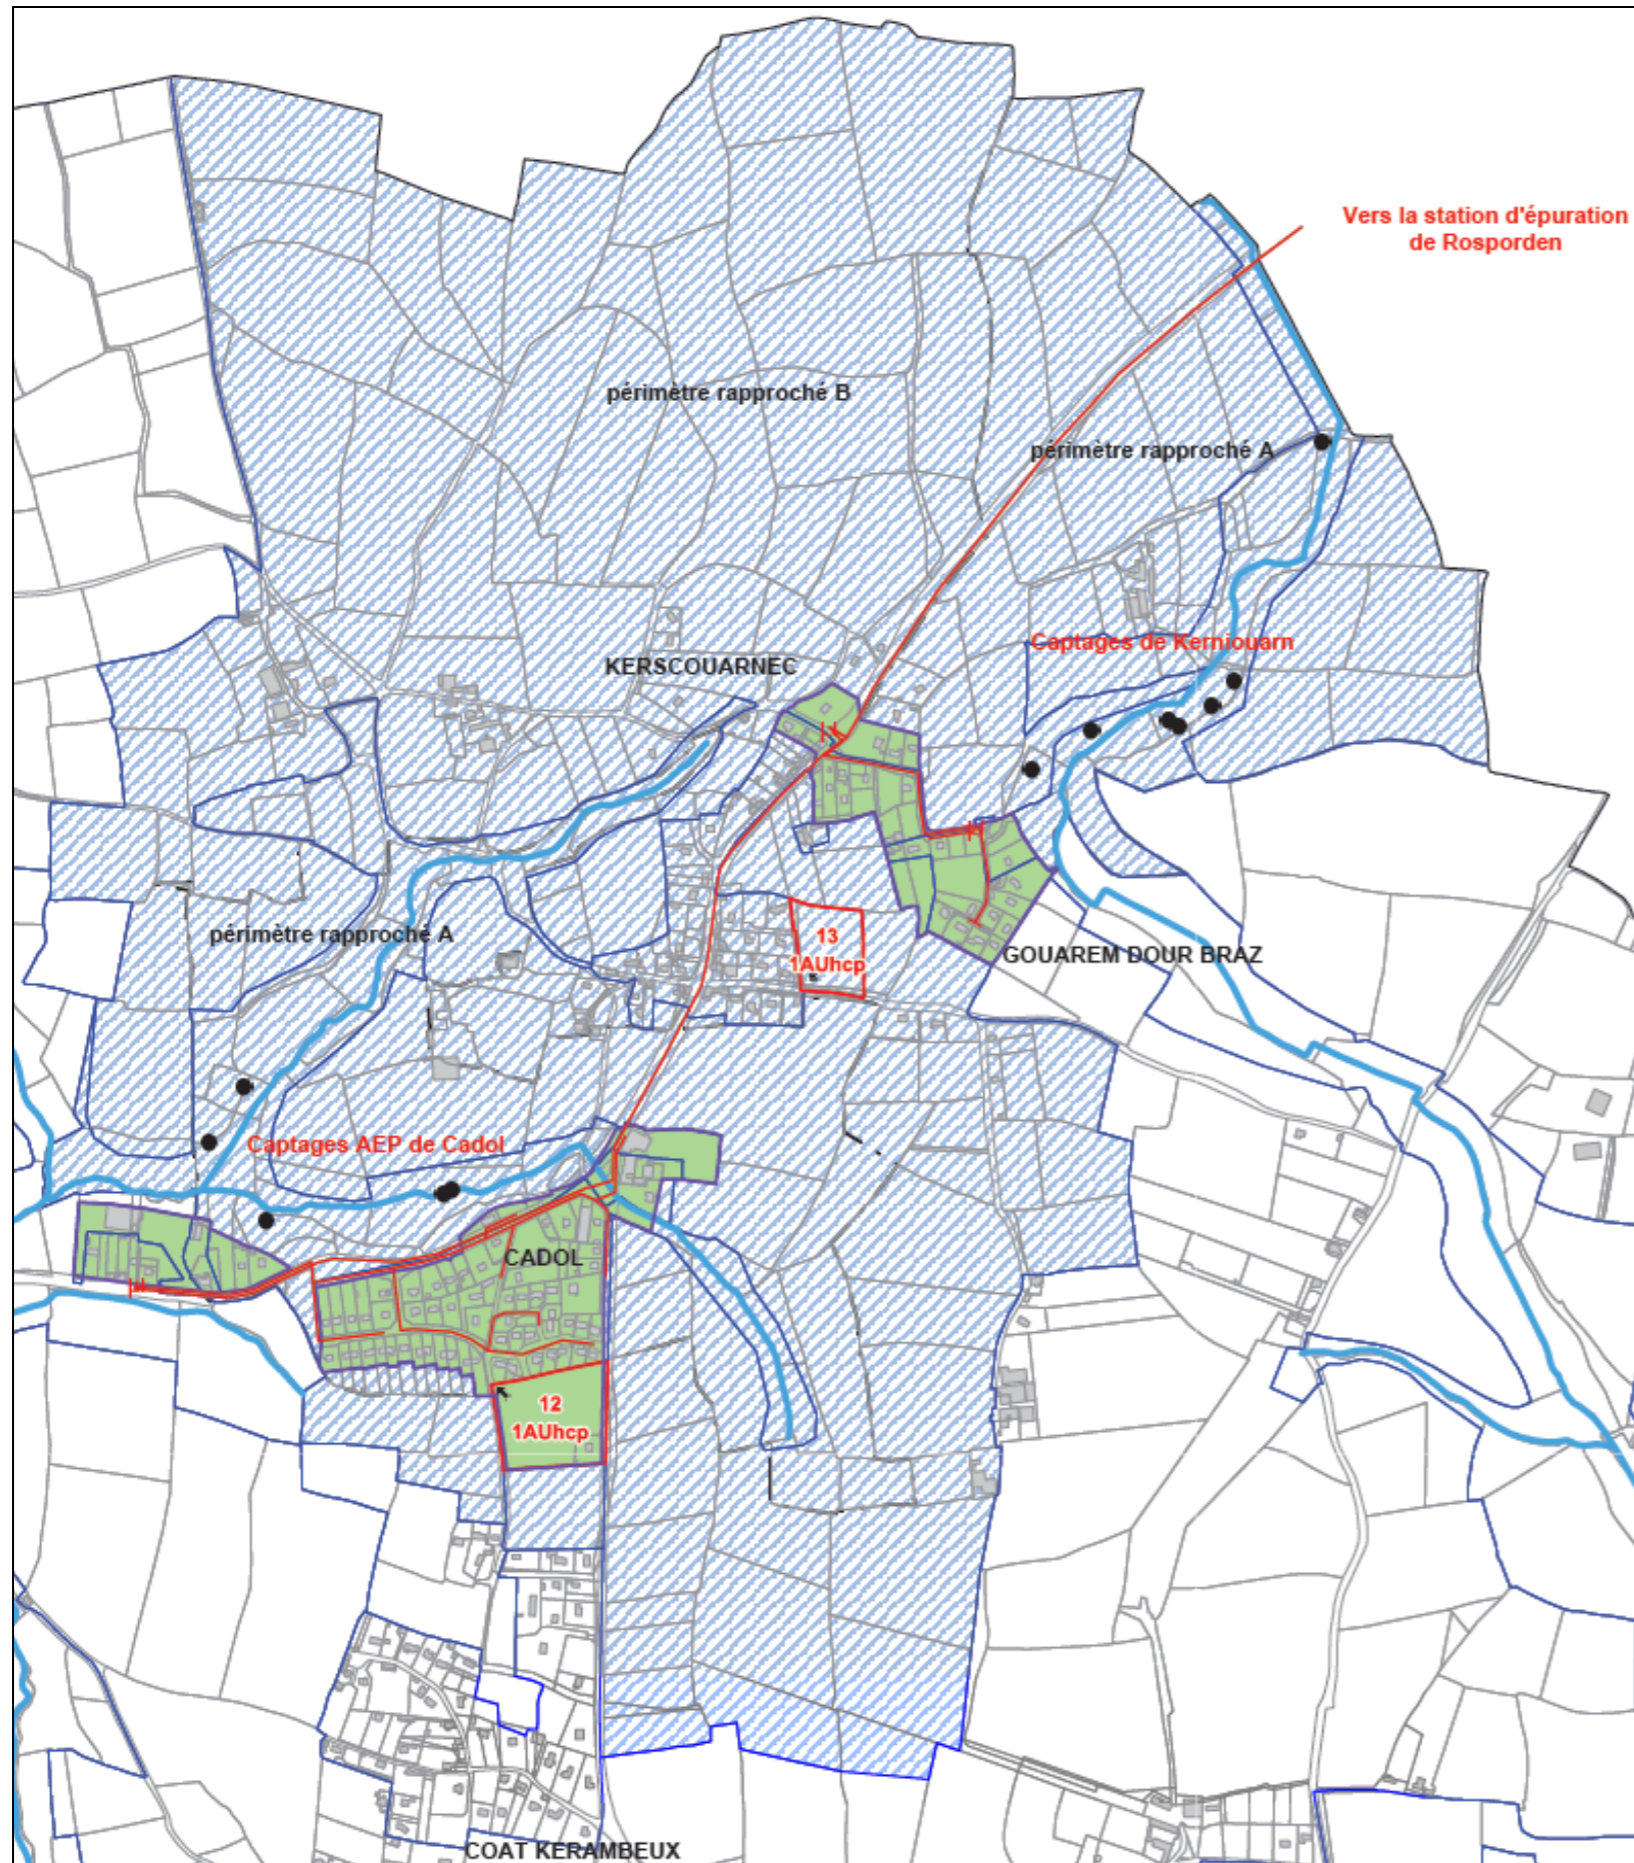 Vers la station d'épuration
de Rosporden
périmètre rapproché B
périmètre rapproché A
Captages de Kerniouarn
KERSCOUARNEC
périmètre rapproché A
13
1AUhcp
GOUAREM DOUR BRAZ
Captages AEP de Cadol
CADOL
12
1AUhcp
COAT KERAMBEUX